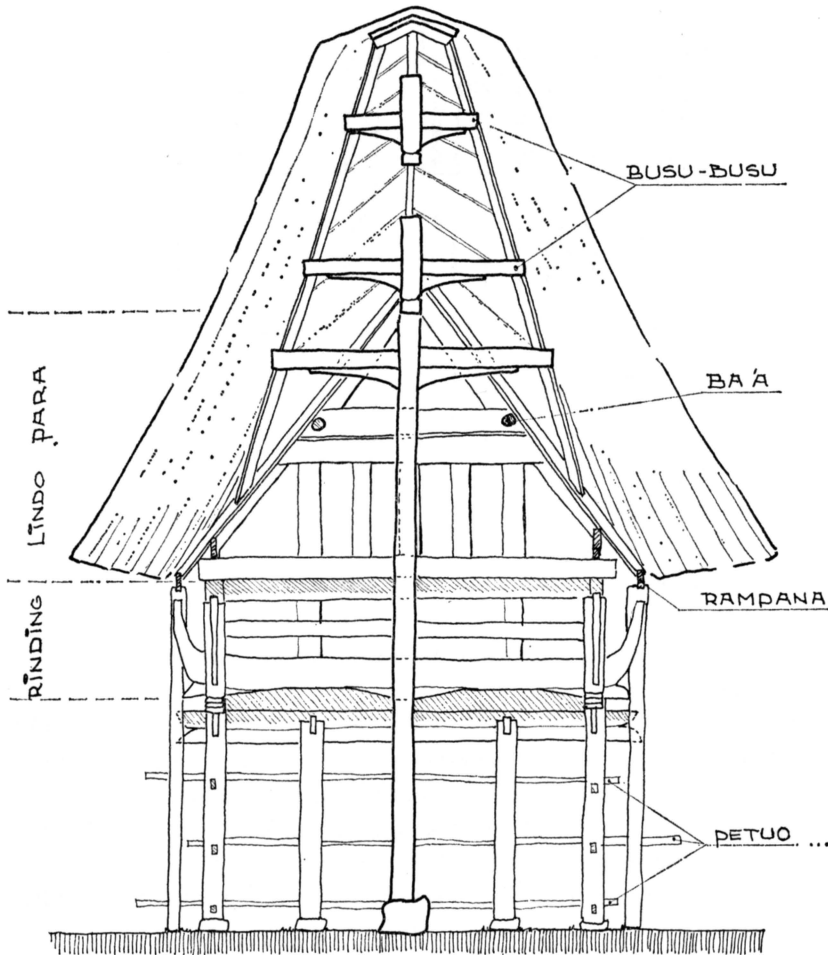 BUSU-BUSU
BA'A
LINDO PARA
RAMPANA
RINDING
PETUO ...